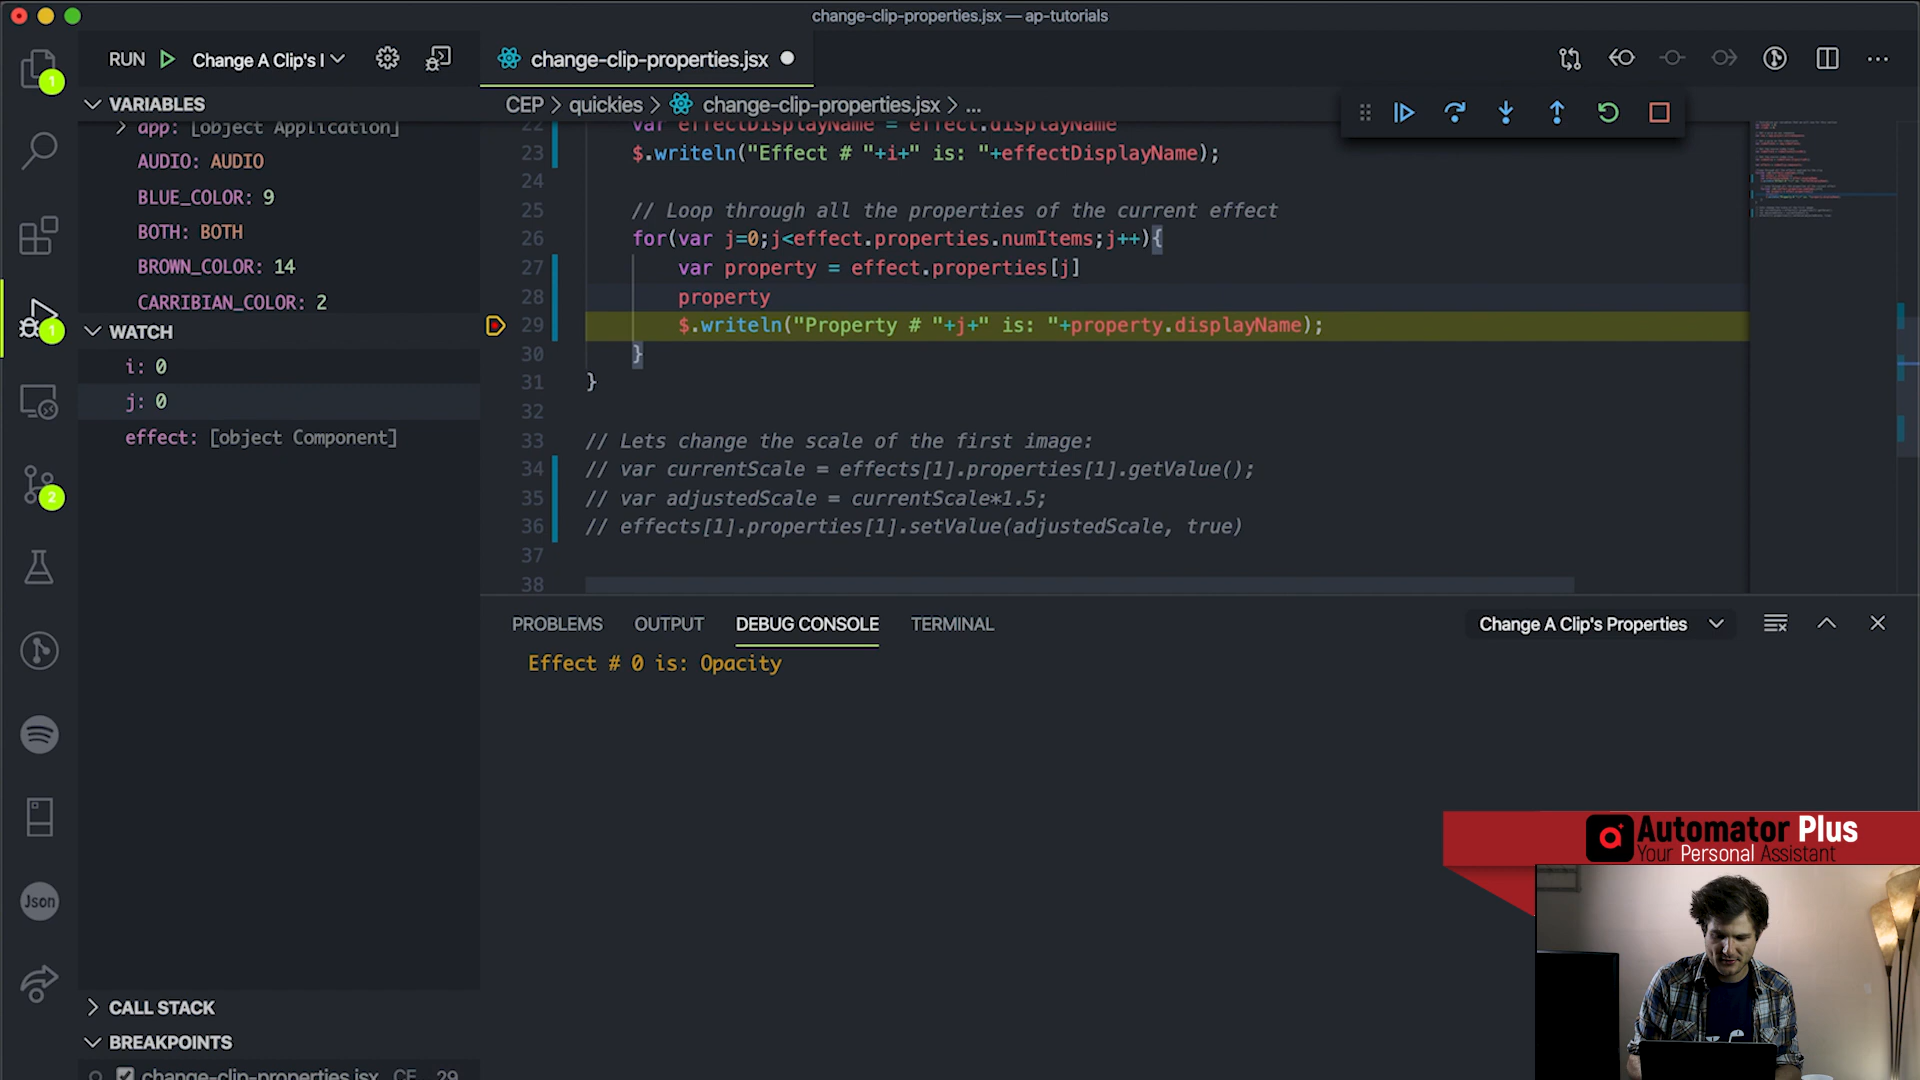 change-clip-properties.jsx — ap-tutorials
RUN Change A Clip's I
change-clip-properties.jsx
CEP > quickies > change-clip-properties.jsx > ...
VARIABLES
app: [object Application]
AUDIO: AUDIO
BLUE_COLOR: 9
BOTH: BOTH
BROWN_COLOR: 14
CARRIBIAN_COLOR: 2
WATCH
i: 0
j: 0
effect: [object Component]
CALL STACK
BREAKPOINTS
change-clip-properties.jsx CE 29
22 var effectDisplayName = effect.displayName
23 $.writeln("Effect # "+i+" is: "+effectDisplayName);
24
25 // Loop through all the properties of the current effect
26 for(var j=0;j<effect.properties.numItems;j++){
27 var property = effect.properties[j]
28 property
29 $.writeln("Property # "+j+" is: "+property.displayName);
30 }
31 }
32
33 // Lets change the scale of the first image:
34 // var currentScale = effects[1].properties[1].getValue();
35 // var adjustedScale = currentScale*1.5;
36 // effects[1].properties[1].setValue(adjustedScale, true)
37
38
PROBLEMS OUTPUT DEBUG CONSOLE TERMINAL
Change A Clip's Properties
Effect # 0 is: Opacity
1
1
2
Json
Automator Plus
Your Personal Assistant